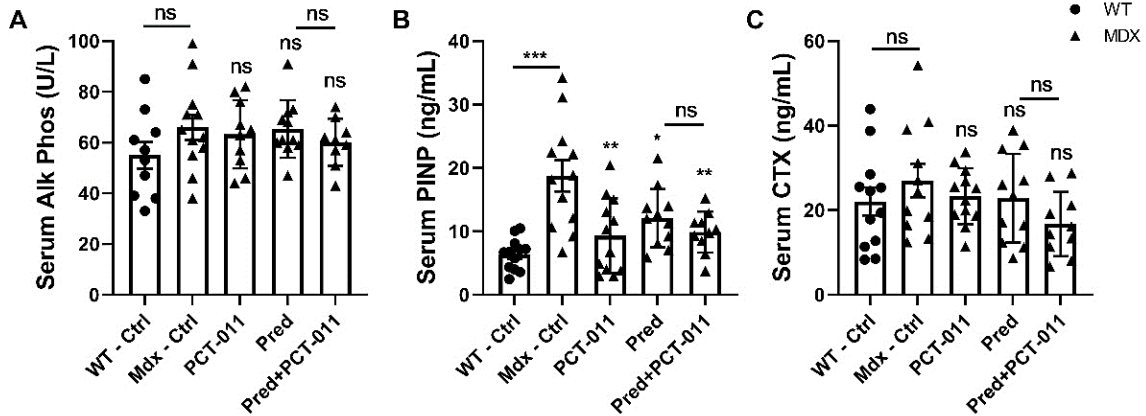 A
ns
ns
ns
ns
ns
Serum Alk Phos (U/L)
100
80
60
40
20
0
WT - Ctrl
Mdx - Ctrl
PCT-011
Pred
Pred+PCT-011
B
***
ns
**
*
**
Serum PINP (ng/mL)
40
30
20
10
0
WT - Ctrl
Mdx - Ctrl
PCT-011
Pred
Pred+PCT-011
C
WT
MDX
ns
ns
ns
ns
ns
Serum CTX (ng/mL)
60
40
20
0
WT - Ctrl
Mdx - Ctrl
PCT-011
Pred
Pred+PCT-011